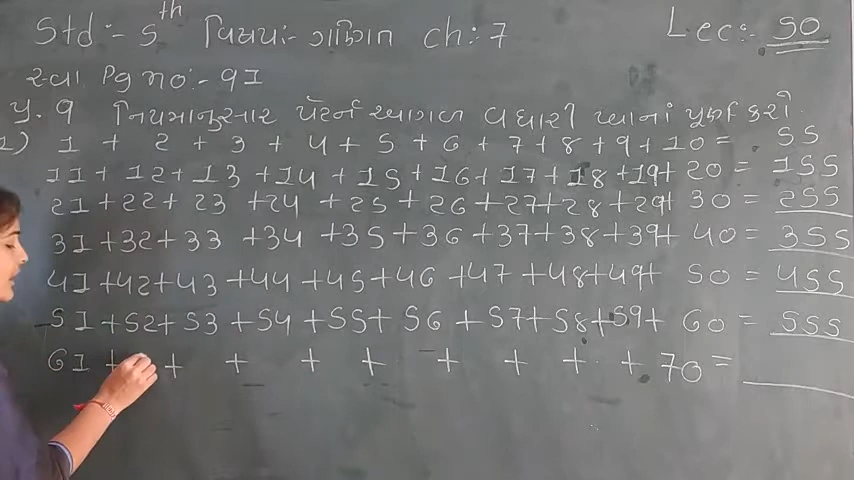 Std:- 5th વિષય:- ગણિત ch:7 Lec:- 50
સ્વા Pg no:- 91
પ્ર.9 નિયમાનુસાર પેટર્ન આગળ વધારી ખાનાં પૂર્ણ કરો.
1 + 2 + 3 + 4 + 5 + 6 + 7 + 8 + 9 + 10 = 55
11 + 12 + 13 + 14 + 15 + 16 + 17 + 18 + 19 + 20 = 155
21 + 22 + 23 + 24 + 25 + 26 + 27 + 28 + 29 + 30 = 255
31 + 32 + 33 + 34 + 35 + 36 + 37 + 38 + 39 + 40 = 355
41 + 42 + 43 + 44 + 45 + 46 + 47 + 48 + 49 + 50 = 455
51 + 52 + 53 + 54 + 55 + 56 + 57 + 58 + 59 + 60 = 555
61 + + + + + + + + + 70 =